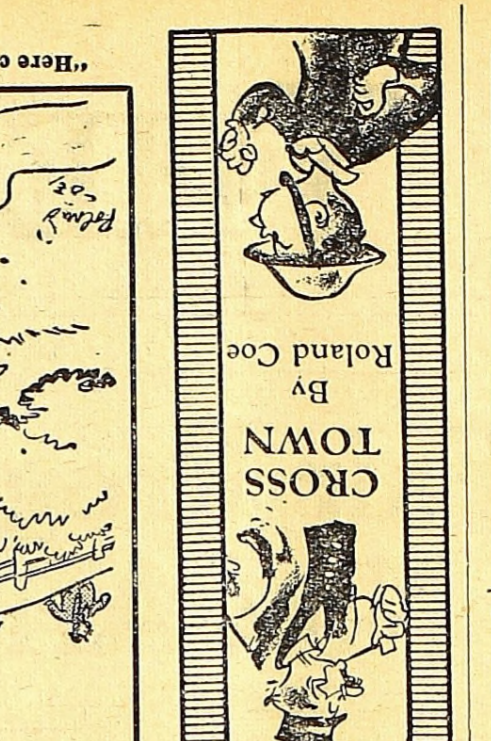 CROSS
TOWN
By
Roland Coe
Roland
Coe
"Here c